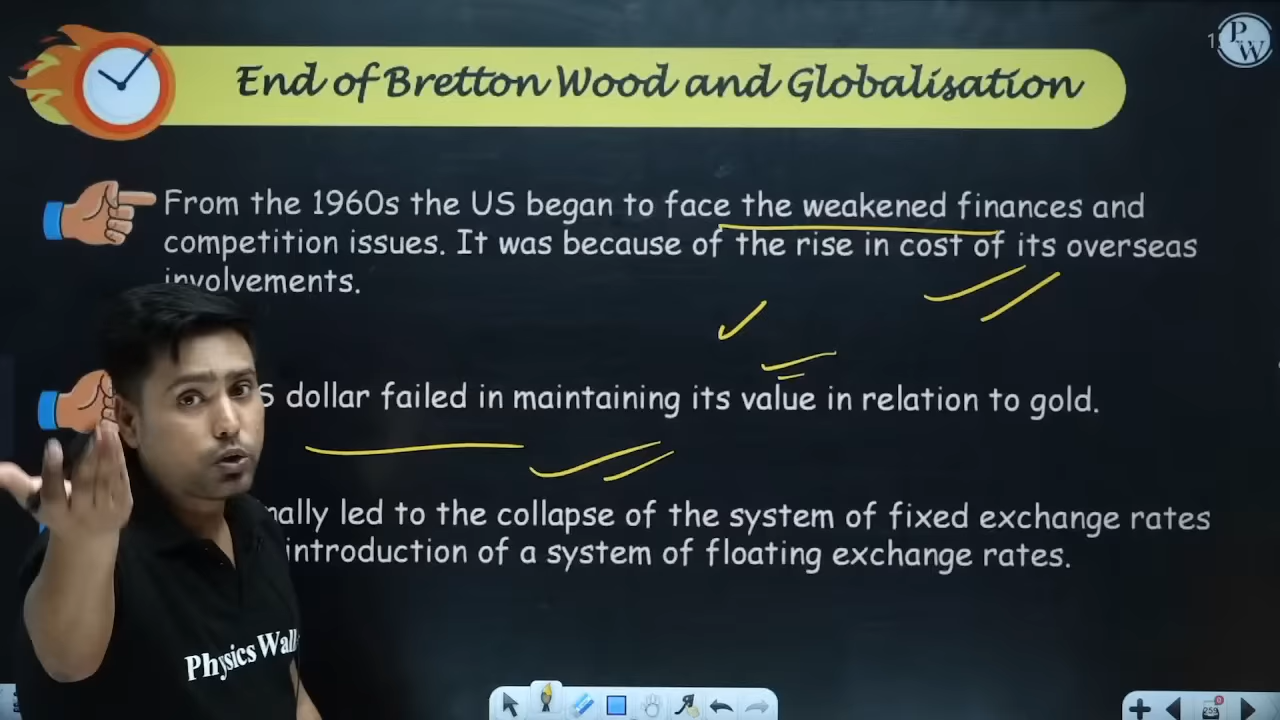 End of Bretton Wood and Globalisation
PW
From the 1960s the US began to face the weakened finances and
competition issues. It was because of the rise in cost of its overseas
involvements.
dollar failed in maintaining its value in relation to gold.
led to the collapse of the system of fixed exchange rates
introduction of a system of floating exchange rates.
Physics Wall
259